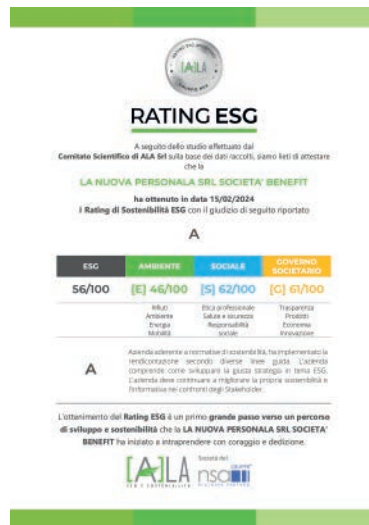 RATING ESG APPROVED
[A]LA
RATING ESG
A seguito dello studio effettuato dal
Comitato Scientifico di ALA Srl sulla base dei dati raccolti, siamo lieti di attestare
che la
LA NUOVA PERSONALA SRL SOCIETA' BENEFIT
ha ottenuto in data 15/02/2024
il Rating di Sostenibilità ESG con il giudizio di seguito riportato
A
ESG AMBIENTE SOCIALE GOVERNO SOCIETARIO
56/100 [E] 46/100 [S] 62/100 [G] 61/100
Rifiuti Etica professionale Trasparenza
Ambiente Salute e sicurezza Prodotti
Energia Responsabilità Economia
Mobilità sociale Innovazione
Azienda aderente a normative di sostenibilità, ha implementato la
rendicontazione secondo diverse linee guida. L'azienda
A comprende come sviluppare la giusta strategia in tema ESG.
L'azienda deve continuare a migliorare la propria sostenibilità e
l'informativa nei confronti degli Stakeholder.
L'ottenimento del Rating ESG è un primo grande passo verso un percorso
di sviluppo e sostenibilità che la LA NUOVA PERSONALA SRL SOCIETA'
BENEFIT ha iniziato a intraprendere con coraggio e dedizione.
[A]LA
ESG E SOSTENIBILITÀ
Società del
nsa GRUPPO